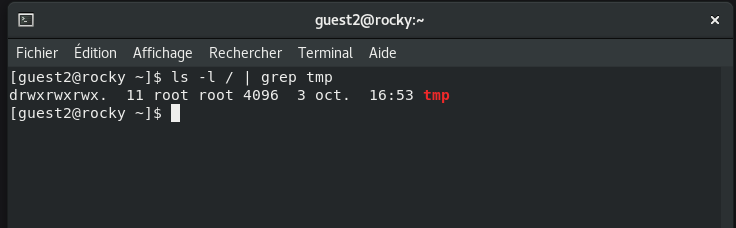 guest2@rocky:~
Fichier Édition Affichage Rechercher Terminal Aide
[guest2@rocky ~]$ ls -l / | grep tmp
drwxrwxrwx.  11 root root 4096  3 oct.  16:53 tmp
[guest2@rocky ~]$